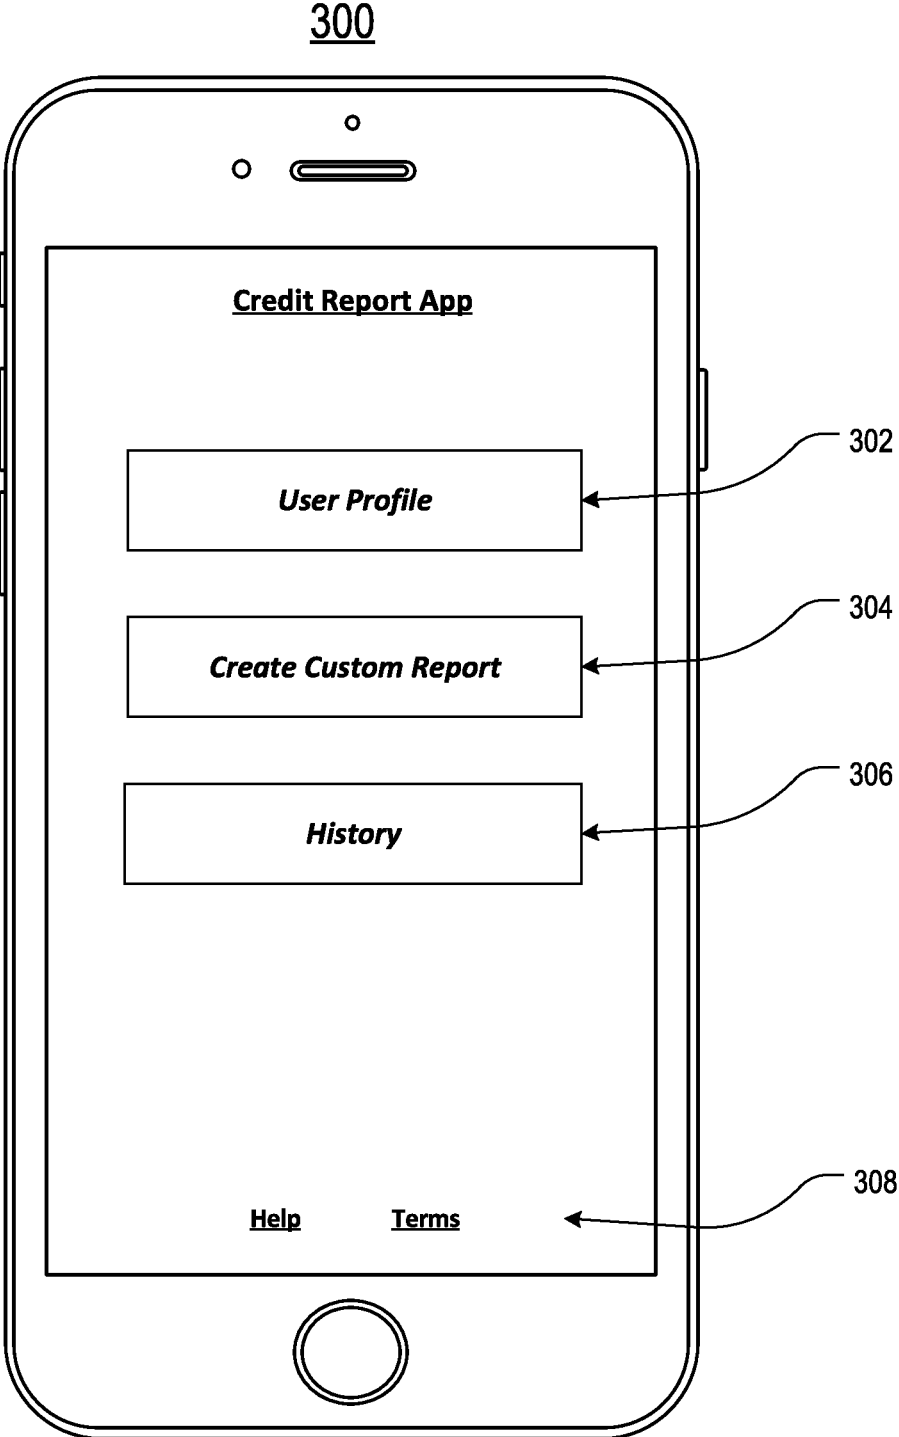 300
Credit Report App
User Profile
302
Create Custom Report
304
History
306
Help Terms
308